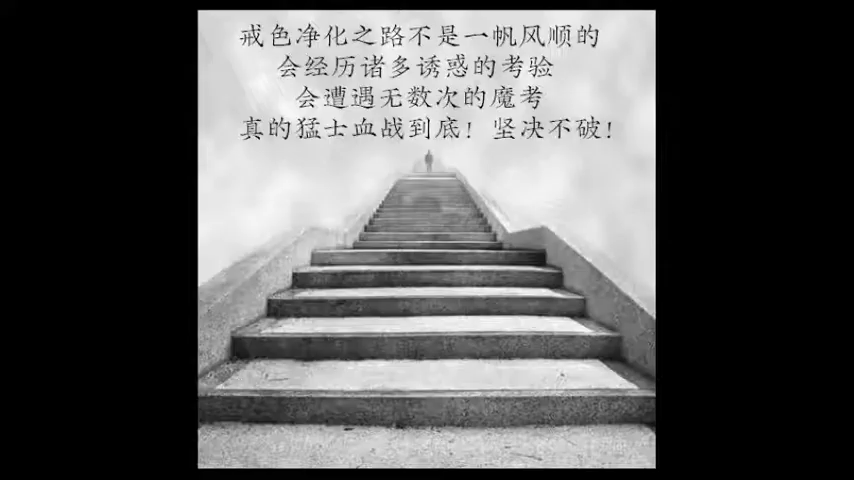 戒色净化之路不是一帆风顺的
会经历诸多诱惑的考验
会遭遇无数次的魔考
真的猛士血战到底！坚决不破！